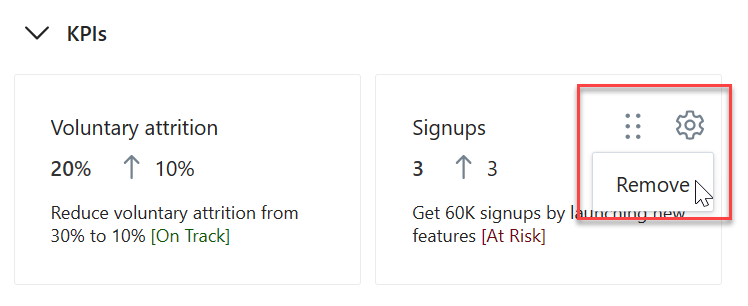 KPIs
Voluntary attrition
20% ↑ 10%
Reduce voluntary attrition from
30% to 10% [On Track]
Signups
3 ↑ 3
Remove
Get 60K signups by launching new
features [At Risk]